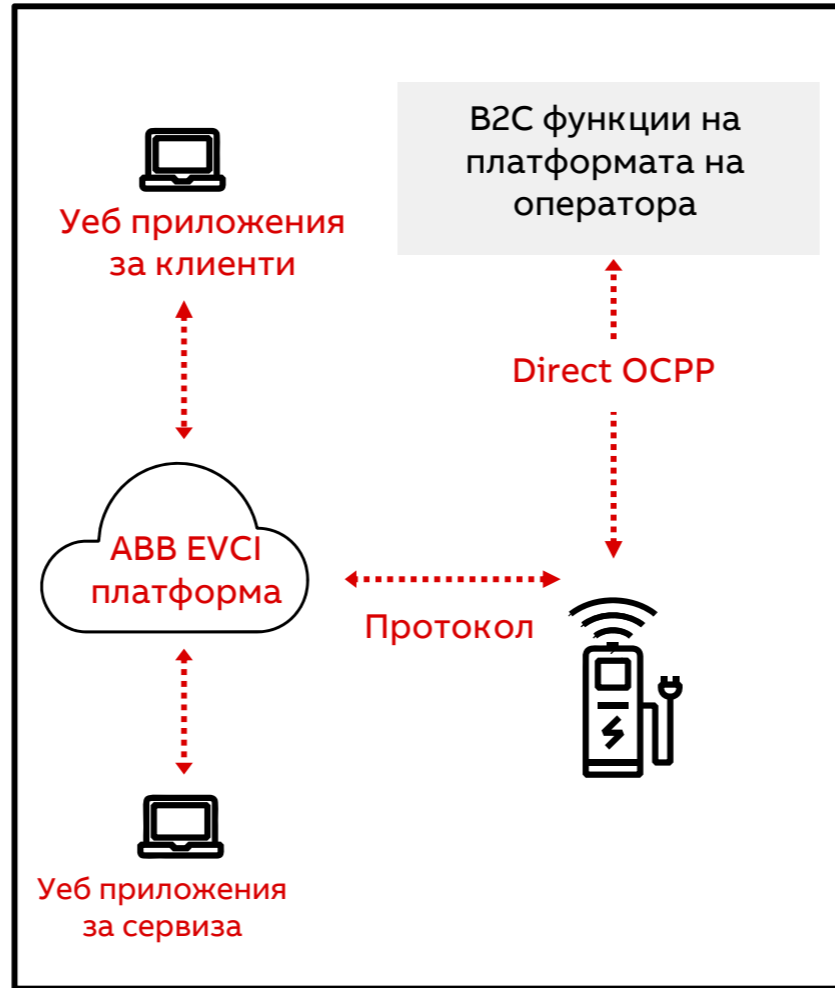 B2C функции на
платформата на
оператора
Уеб приложения
за клиенти
Direct OCPP
ABB EVCI
платформа
Протокол
Уеб приложения
за сервиза